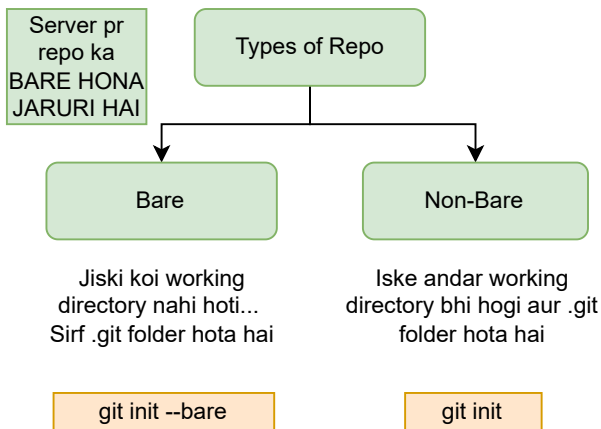 Server pr
repo ka
BARE HONA
JARURI HAI
Types of Repo
Bare
Non-Bare
Jiski koi working
directory nahi hoti...
Sirf .git folder hota hai
Iske andar working
directory bhi hogi aur .git
folder hota hai
git init --bare
git init